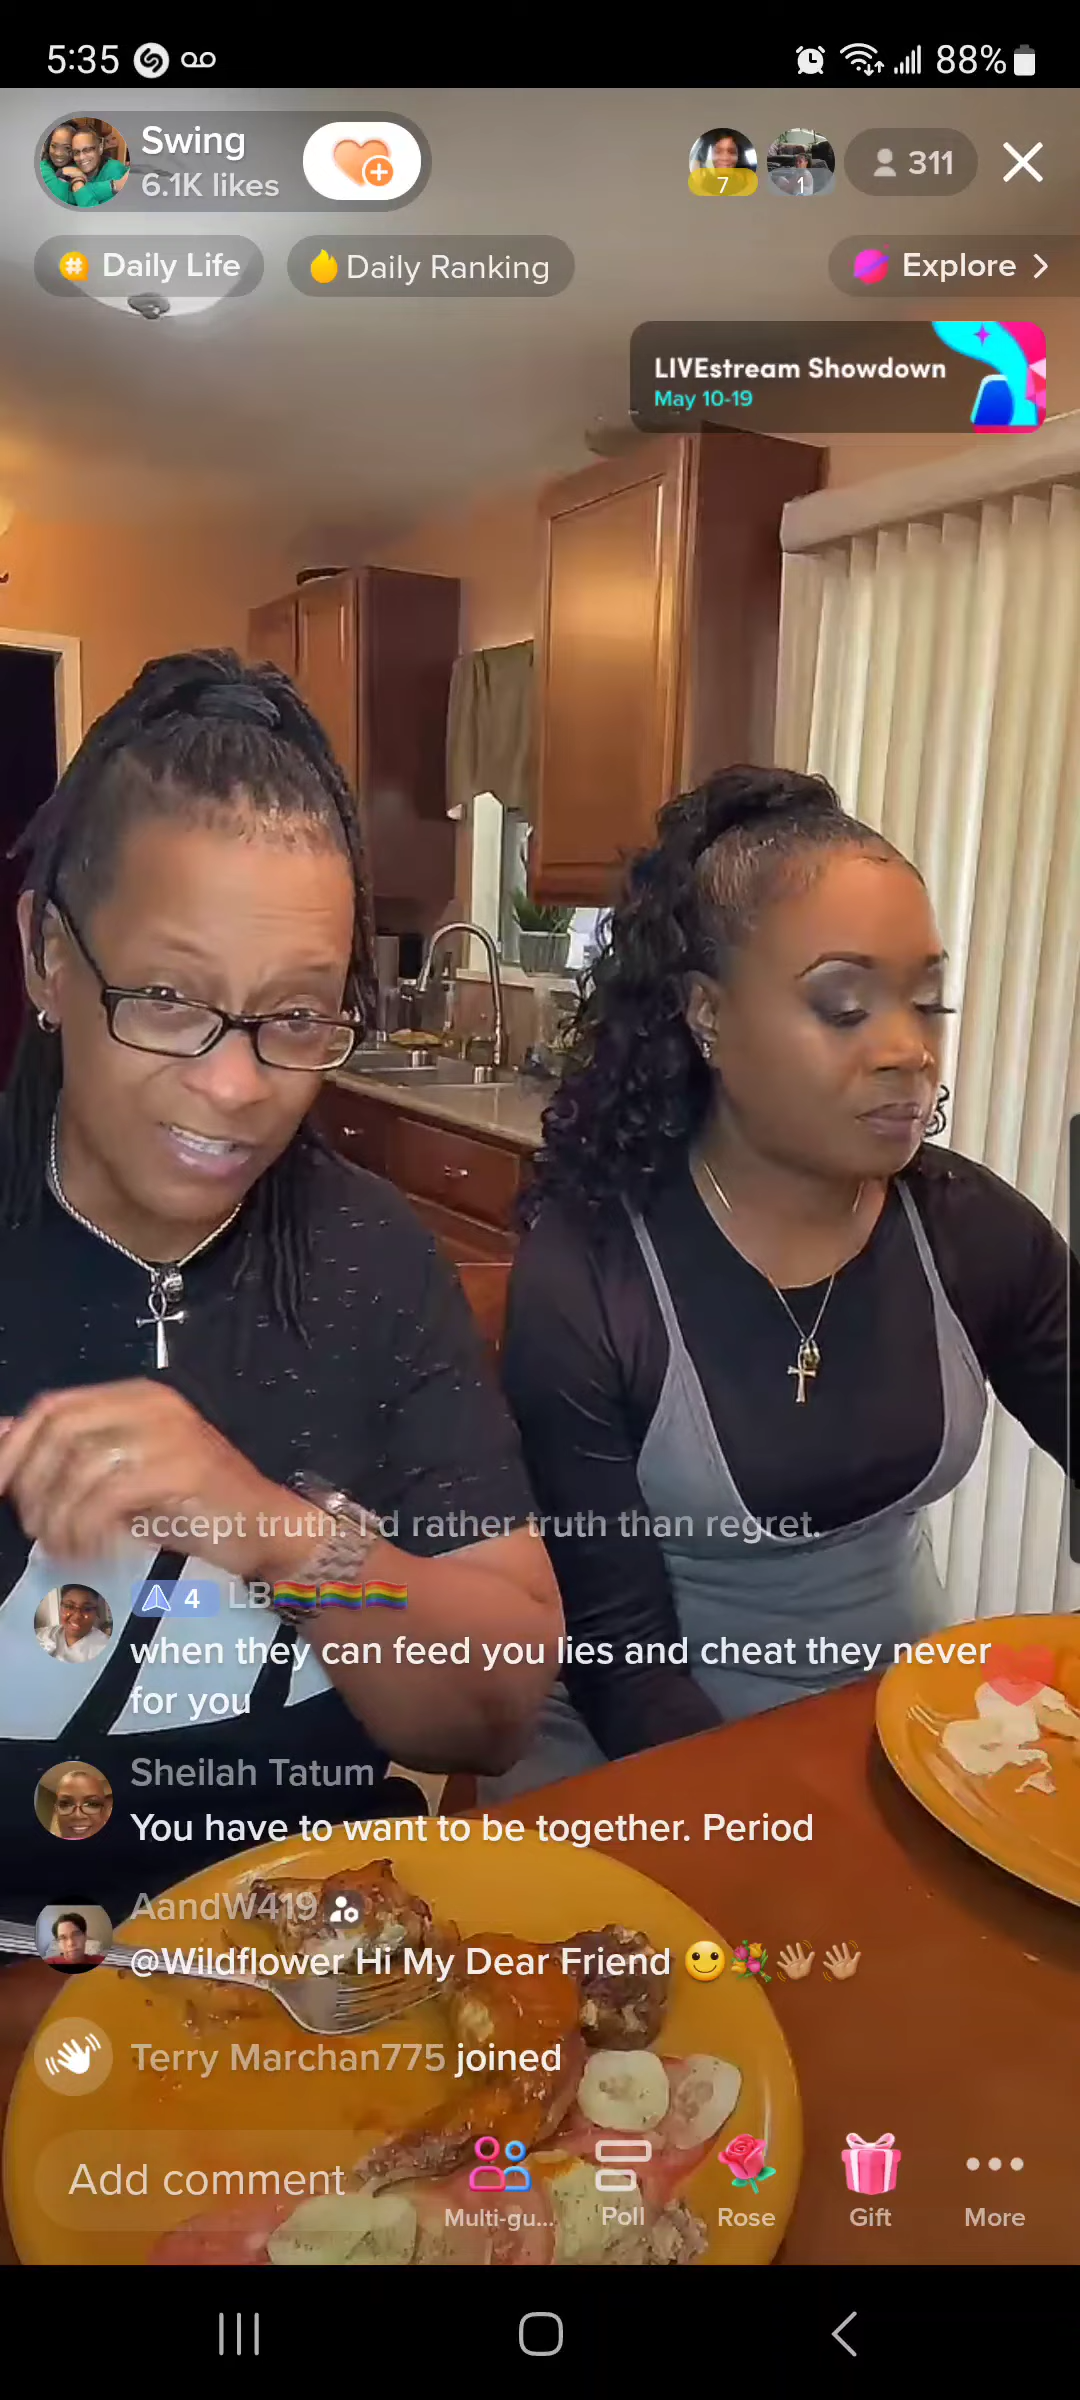 5:35
88%
Swing
6.1K likes
7
1
311
Daily Life
Daily Ranking
Explore >
LIVEstream Showdown
May 10-19
accept truth. I'd rather truth than regret.
4 LB🏳️‍🌈🏳️‍🌈🏳️‍🌈
when they can feed you lies and cheat they never
for you
Sheilah Tatum
You have to want to be together. Period
AandW419
@Wildflower Hi My Dear Friend 🙂💐👋🏼👋🏼
Terry Marchan775 joined
Add comment
Multi-gu...
Poll
Rose
Gift
More